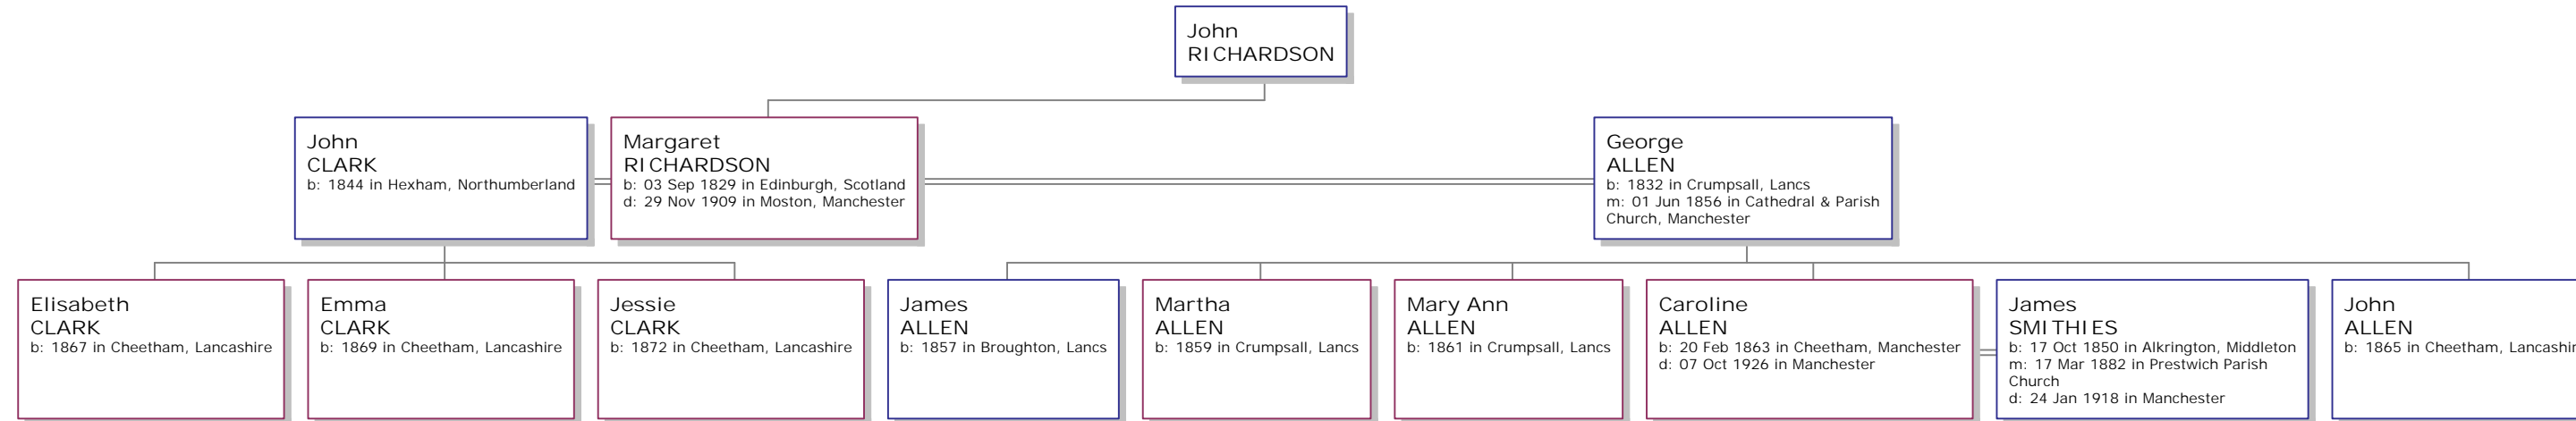 John
RICHARDSON
John
CLARK
b: 1844 in Hexham, Northumberland
Margaret
RICHARDSON
b: 03 Sep 1829 in Edinburgh, Scotland
d: 29 Nov 1909 in Moston, Manchester
George
ALLEN
b: 1832 in Crumpsall, Lancs
m: 01 Jun 1856 in Cathedral & Parish
Church, Manchester
Elisabeth
CLARK
b: 1867 in Cheetham, Lancashire
Emma
CLARK
b: 1869 in Cheetham, Lancashire
Jessie
CLARK
b: 1872 in Cheetham, Lancashire
James
ALLEN
b: 1857 in Broughton, Lancs
Martha
ALLEN
b: 1859 in Crumpsall, Lancs
Mary Ann
ALLEN
b: 1861 in Crumpsall, Lancs
Caroline
ALLEN
b: 20 Feb 1863 in Cheetham, Manchester
d: 07 Oct 1926 in Manchester
James
SMITHIES
b: 17 Oct 1850 in Alkrington, Middleton
m: 17 Mar 1882 in Prestwich Parish
Church
d: 24 Jan 1918 in Manchester
John
ALLEN
b: 1865 in Cheetham,